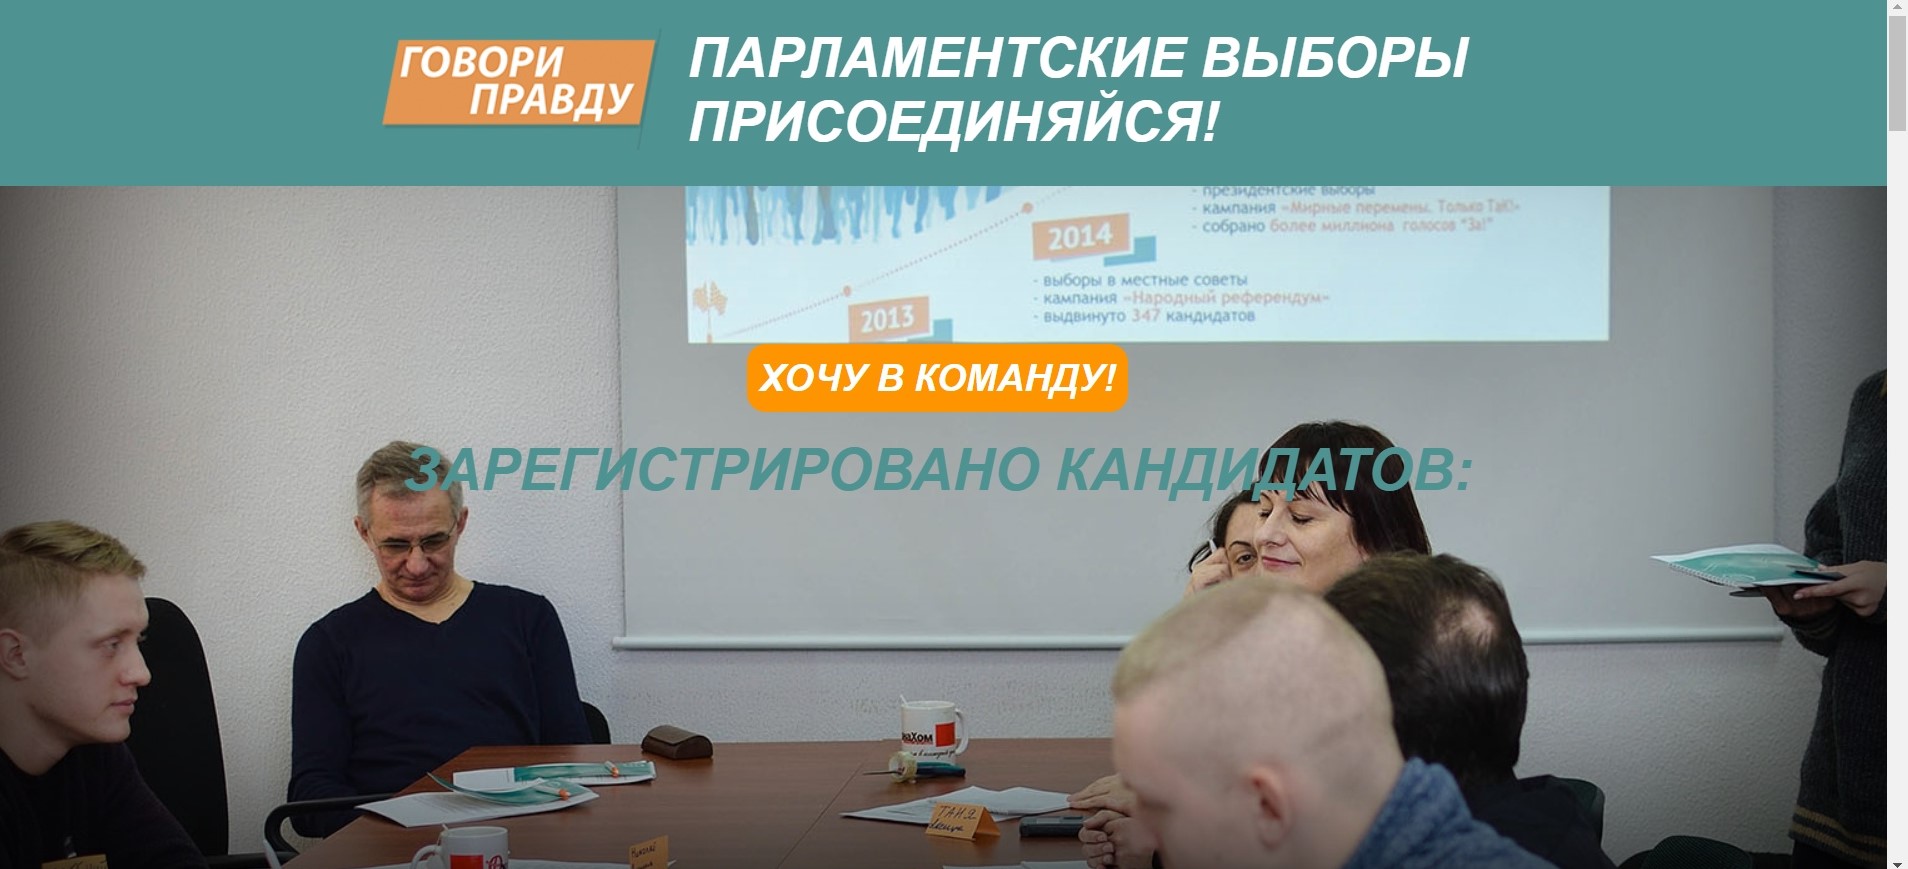 ГОВОРИ
ПРАВДУ
ПАРЛАМЕНТСКИЕ ВЫБОРЫ
ПРИСОЕДИНЯЙСЯ!
- президентские выборы
- кампания «Мирные перемены. Только Так!»
- собрано более миллиона голосов "За!"
2014
- выборы в местные советы
- кампания «Народный референдум»
- выдвинуто 347 кандидатов
2013
ХОЧУ В КОМАНДУ!
ЗАРЕГИСТРИРОВАНО КАНДИДАТОВ:
ТАНЯ
Николай